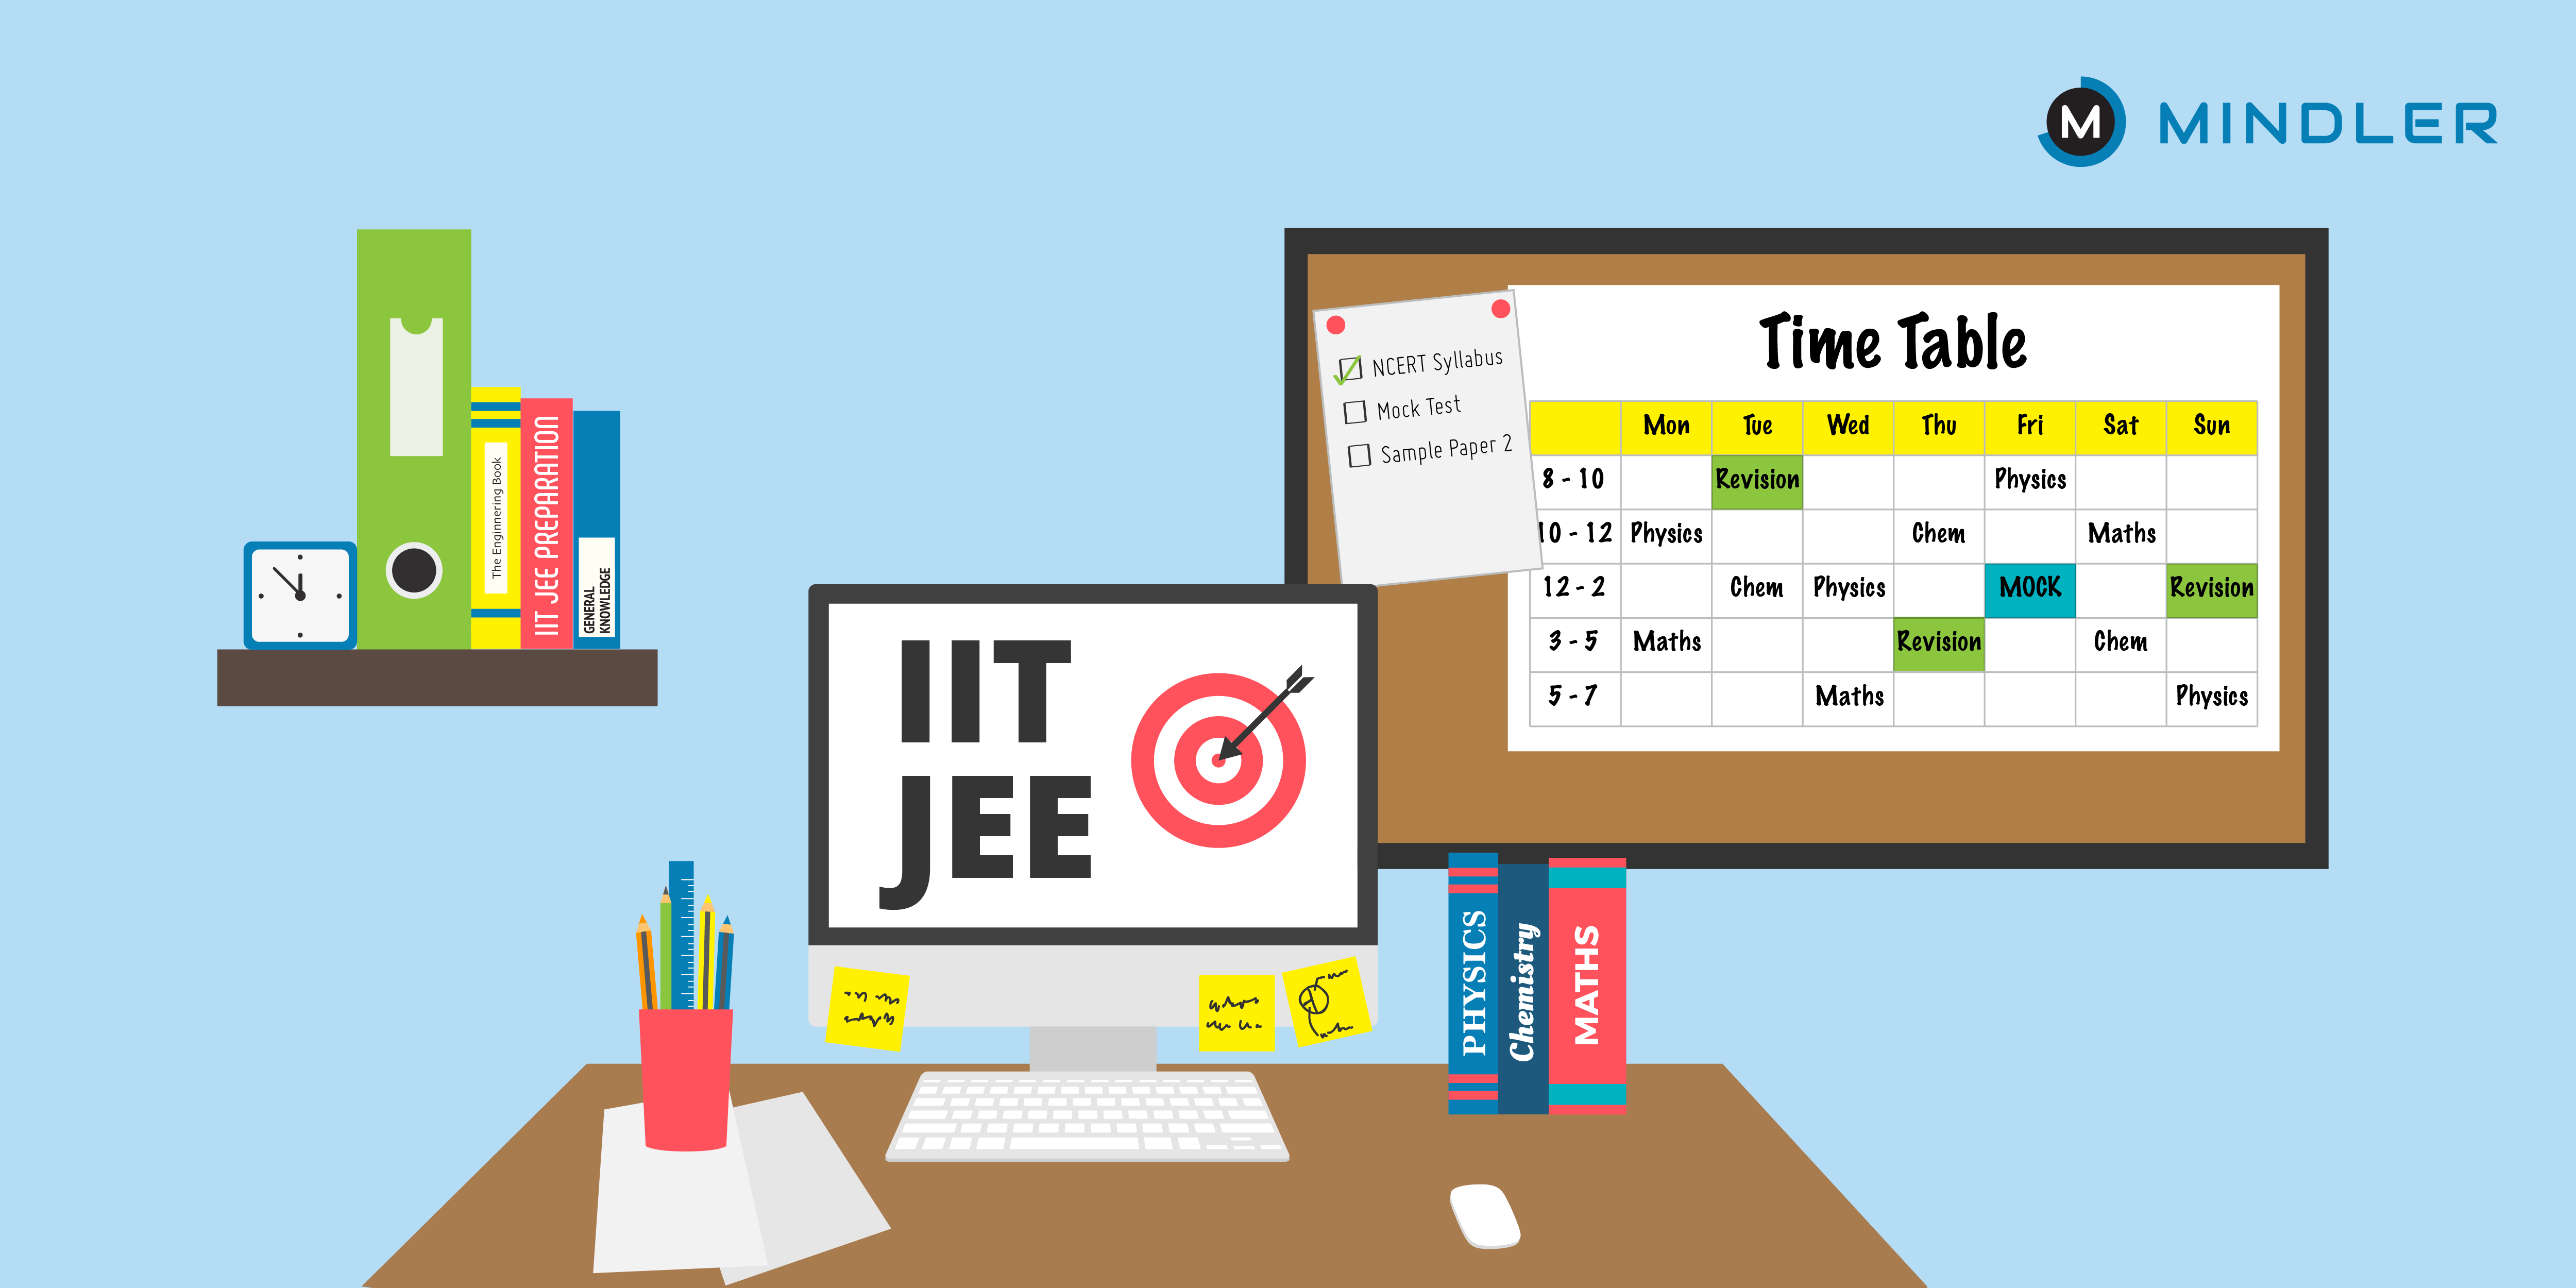 M MINDLER
NCERT Syllabus
Mock Test
Sample Paper 2
Time Table
Mon Tue Wed Thu Fri Sat Sun
8 - 10 Revision Physics
10 - 12 Physics Chem Maths
12 - 2 Chem Physics MOCK Revision
3 - 5 Maths Revision Chem
5 - 7 Maths Physics
The Enginnering Book
IIT JEE PREPARATION
GENERAL
KNOWLEDGE
IIT
JEE
PHYSICS
Chemistry
MATHS